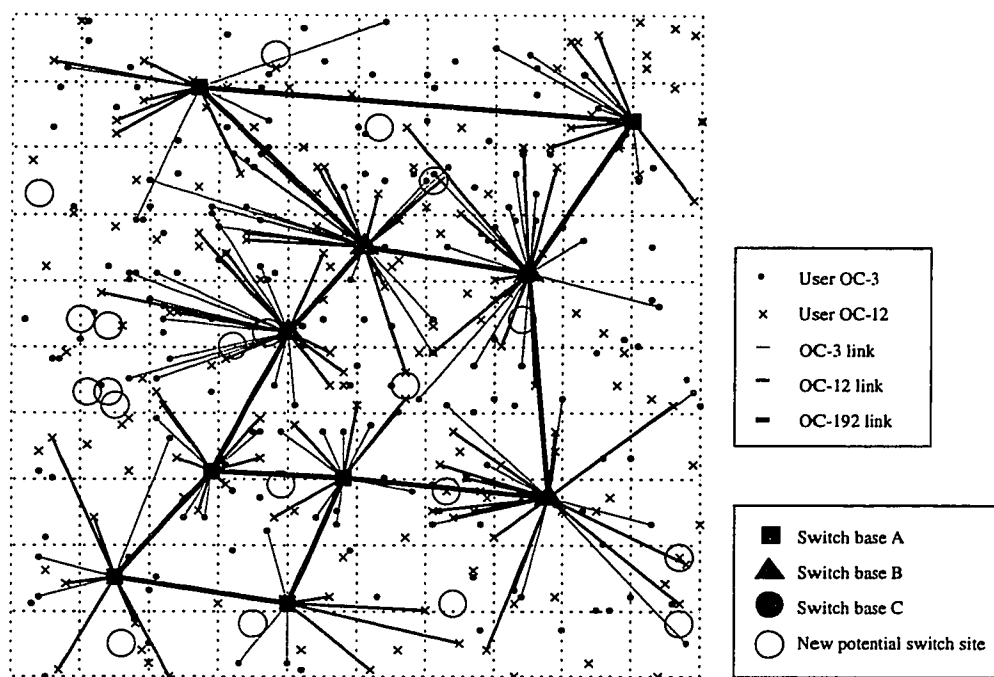 User OC-3
User OC-12
OC-3 link
OC-12 link
OC-192 link
Switch base A
Switch base B
Switch base C
New potential switch site